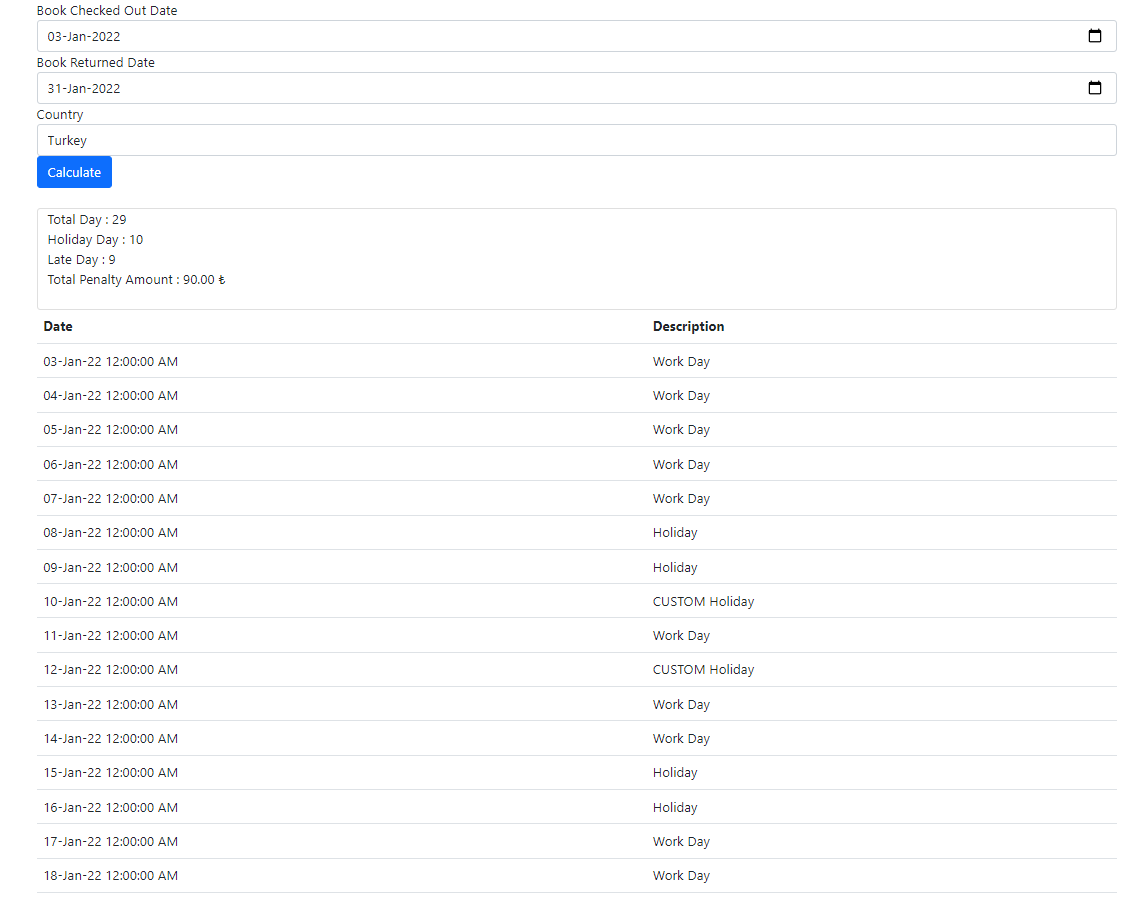 Book Checked Out Date
03-Jan-2022
Book Returned Date
31-Jan-2022
Country
Turkey
Calculate
Total Day : 29
Holiday Day : 10
Late Day : 9
Total Penalty Amount : 90.00 ₺
Date Description
03-Jan-22 12:00:00 AM Work Day
04-Jan-22 12:00:00 AM Work Day
05-Jan-22 12:00:00 AM Work Day
06-Jan-22 12:00:00 AM Work Day
07-Jan-22 12:00:00 AM Work Day
08-Jan-22 12:00:00 AM Holiday
09-Jan-22 12:00:00 AM Holiday
10-Jan-22 12:00:00 AM CUSTOM Holiday
11-Jan-22 12:00:00 AM Work Day
12-Jan-22 12:00:00 AM CUSTOM Holiday
13-Jan-22 12:00:00 AM Work Day
14-Jan-22 12:00:00 AM Work Day
15-Jan-22 12:00:00 AM Holiday
16-Jan-22 12:00:00 AM Holiday
17-Jan-22 12:00:00 AM Work Day
18-Jan-22 12:00:00 AM Work Day